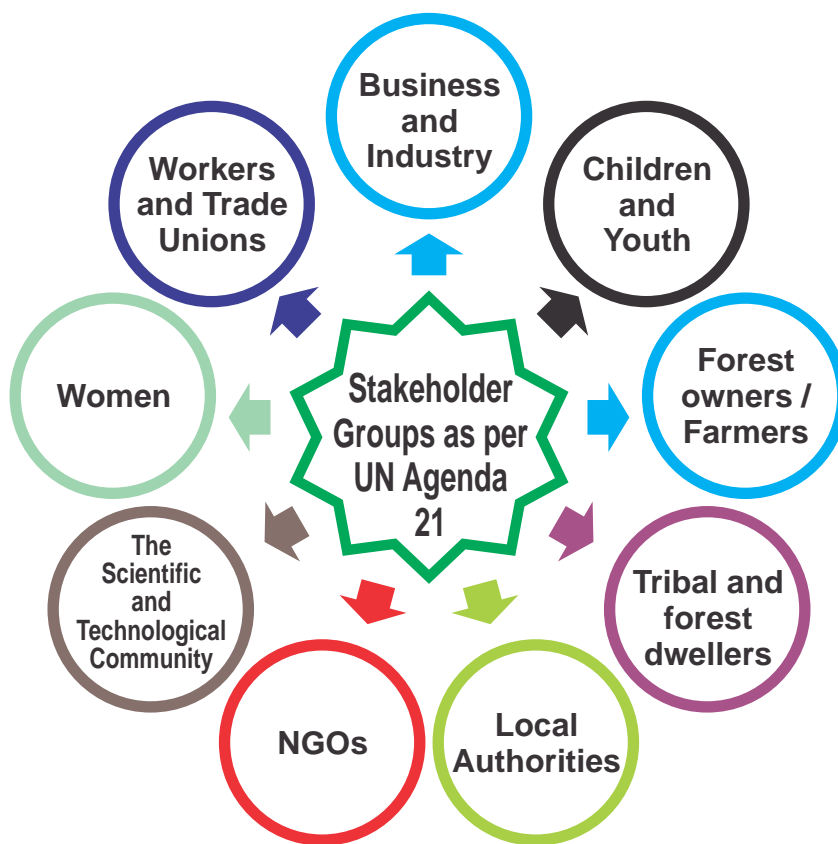 Business
and
Industry
Children
and
Youth
Forest
owners /
Farmers
Tribal and
forest
dwellers
Local
Authorities
NGOs
The
Scientific
and
Technological
Community
Women
Workers
and Trade
Unions
Stakeholder
Groups as per
UN Agenda
21